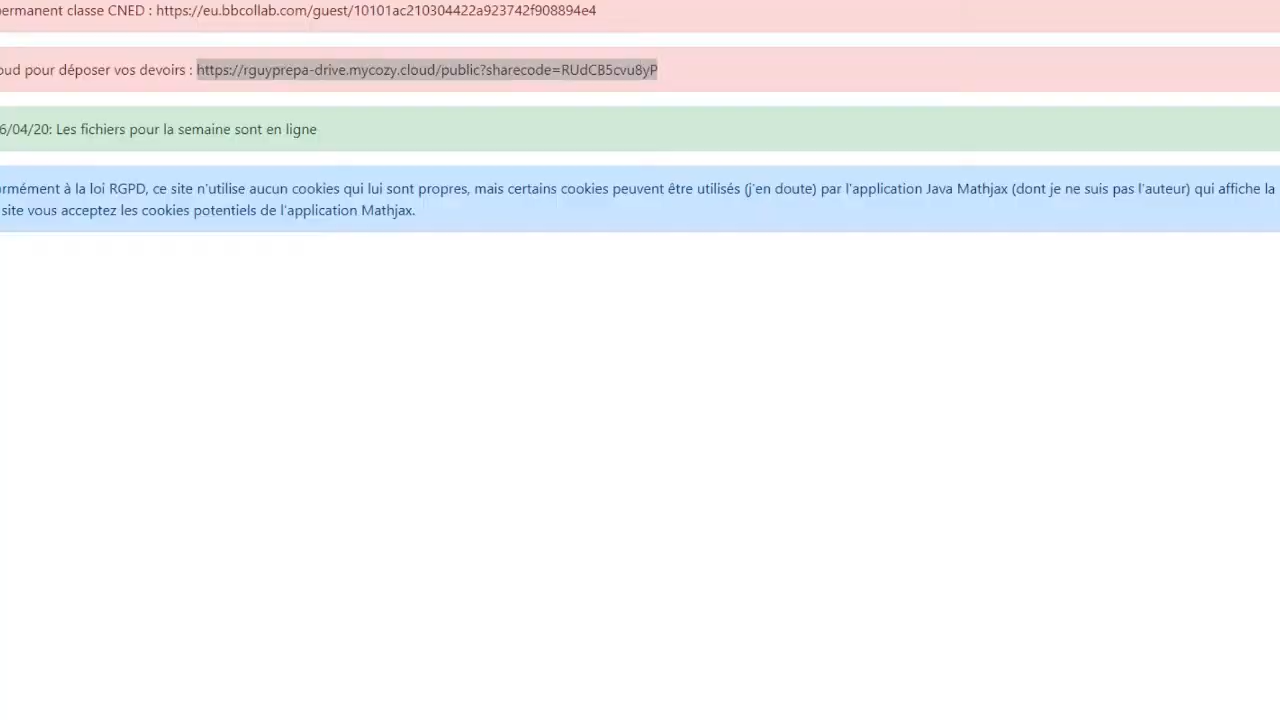 ermanent classe CNED : https://eu.bbcollab.com/guest/10101ac210304422a923742f908894e4
oud pour déposer vos devoirs : https://rguyprepa-drive.mycozy.cloud/public?sharecode=RUdCB5cvu8yP
6/04/20: Les fichiers pour la semaine sont en ligne
rmément à la loi RGPD, ce site n'utilise aucun cookies qui lui sont propres, mais certains cookies peuvent être utilisés (j'en doute) par l'application Java Mathjax (dont je ne suis pas l'auteur) qui affiche la
site vous acceptez les cookies potentiels de l'application Mathjax.